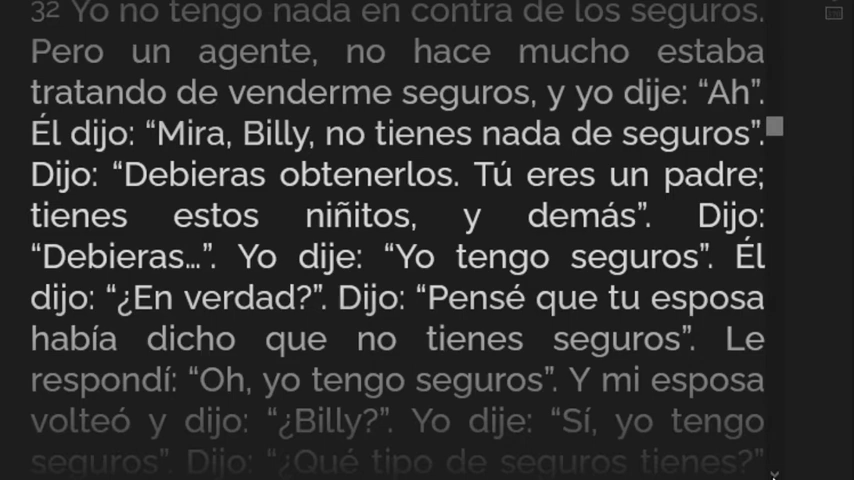 32 Yo no tengo nada en contra de los seguros.
Pero un agente, no hace mucho estaba
tratando de venderme seguros, y yo dije: “Ah”.
Él dijo: “Mira, Billy, no tienes nada de seguros”.
Dijo: “Debieras obtenerlos. Tú eres un padre;
tienes estos niñitos, y demás”. Dijo:
“Debieras…”. Yo dije: “Yo tengo seguros”. Él
dijo: “¿En verdad?”. Dijo: “Pensé que tu esposa
había dicho que no tienes seguros”. Le
respondí: “Oh, yo tengo seguros”. Y mi esposa
volteó y dijo: “¿Billy?”. Yo dije: “Sí, yo tengo
seguros”. Dijo: “¿Qué tipo de seguros tienes?”